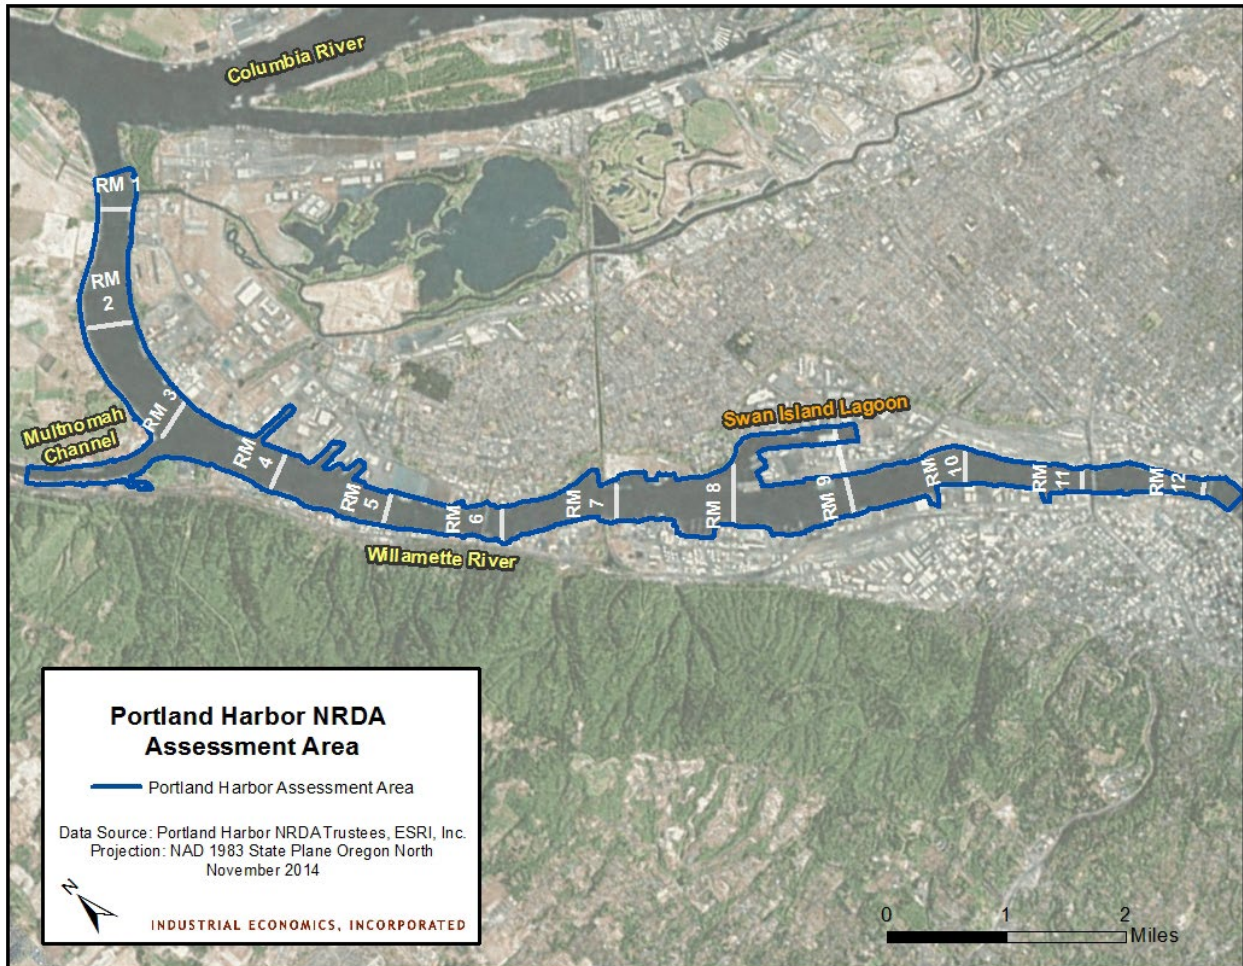 Columbia River
RM 1
RM
2
RM 3
Multnomah
Channel
RM
4
RM
5
RM
6
RM
7
RM 8
RM 9
RM
10
RM
11
RM
12
Swan Island Lagoon
Willamette River
Portland Harbor NRDA
Assessment Area
Portland Harbor Assessment Area
Data Source: Portland Harbor NRDA Trustees, ESRI, Inc.
Projection: NAD 1983 State Plane Oregon North
November 2014
N
INDUSTRIAL ECONOMICS, INCORPORATED
0 1 2
Miles